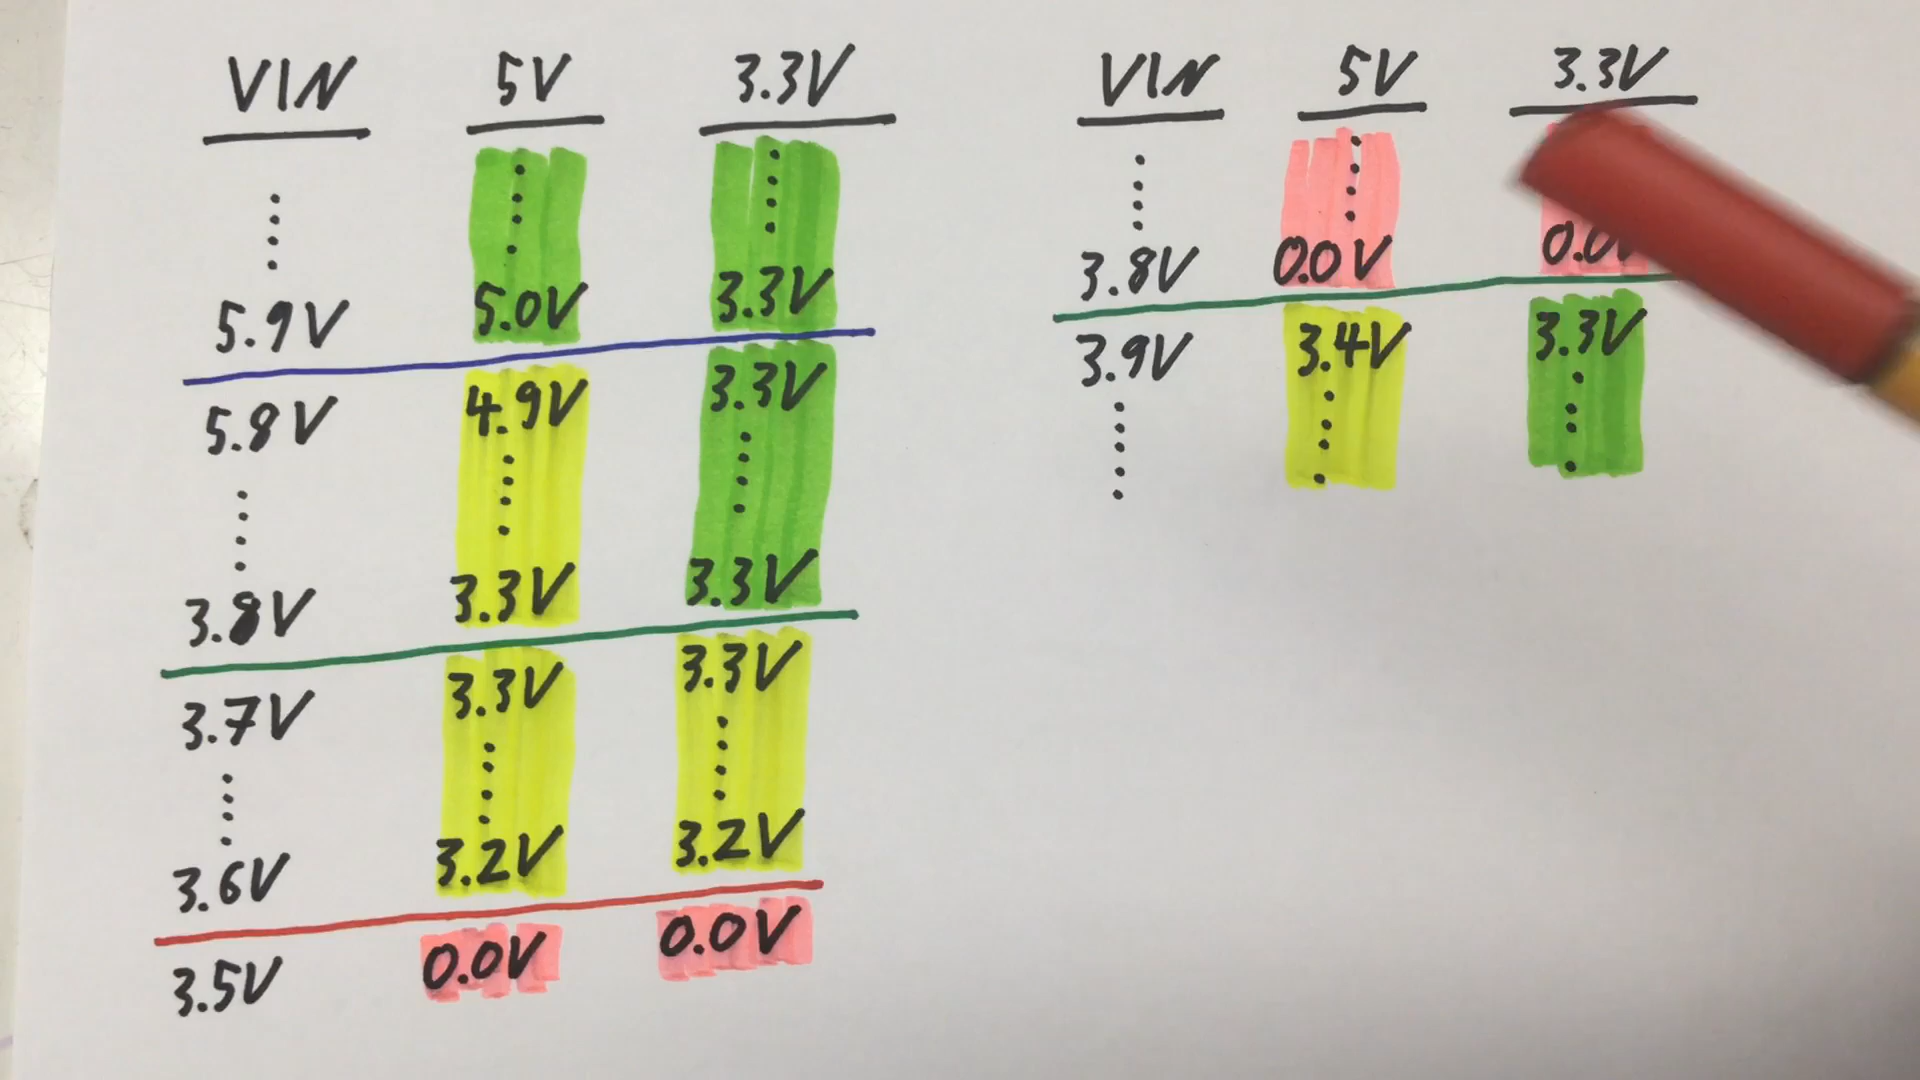 VIN 5V 3.3V
5.9V 5.0V 3.3V
5.8V 4.9V 3.3V
3.8V 3.3V 3.3V
3.7V 3.3V 3.3V
3.6V 3.2V 3.2V
3.5V 0.0V 0.0V
VIN 5V 3.3V
3.8V 0.0V
3.9V 3.4V 3.3V